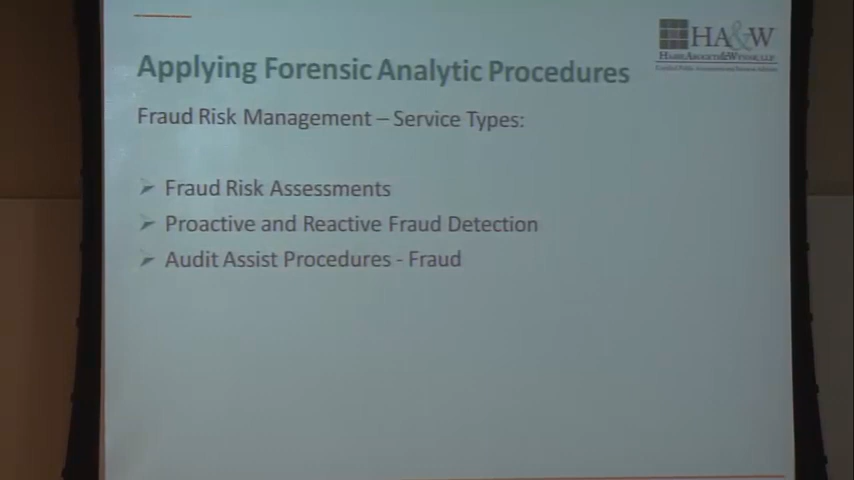 HA&W
Applying Forensic Analytic Procedures
Fraud Risk Management – Service Types:
Fraud Risk Assessments
Proactive and Reactive Fraud Detection
Audit Assist Procedures - Fraud